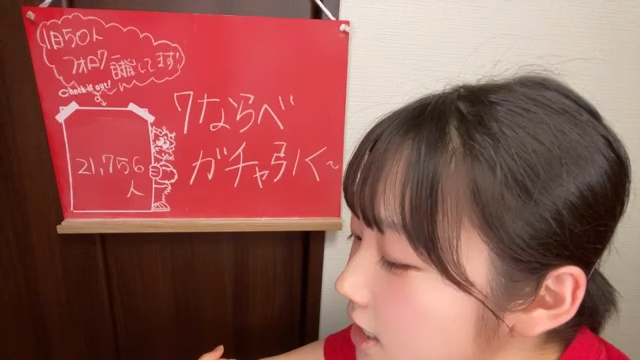 1日50人
フォロワー目指してます!
Check it out!
21,756
人
7ならべ
ガチャ引く〜